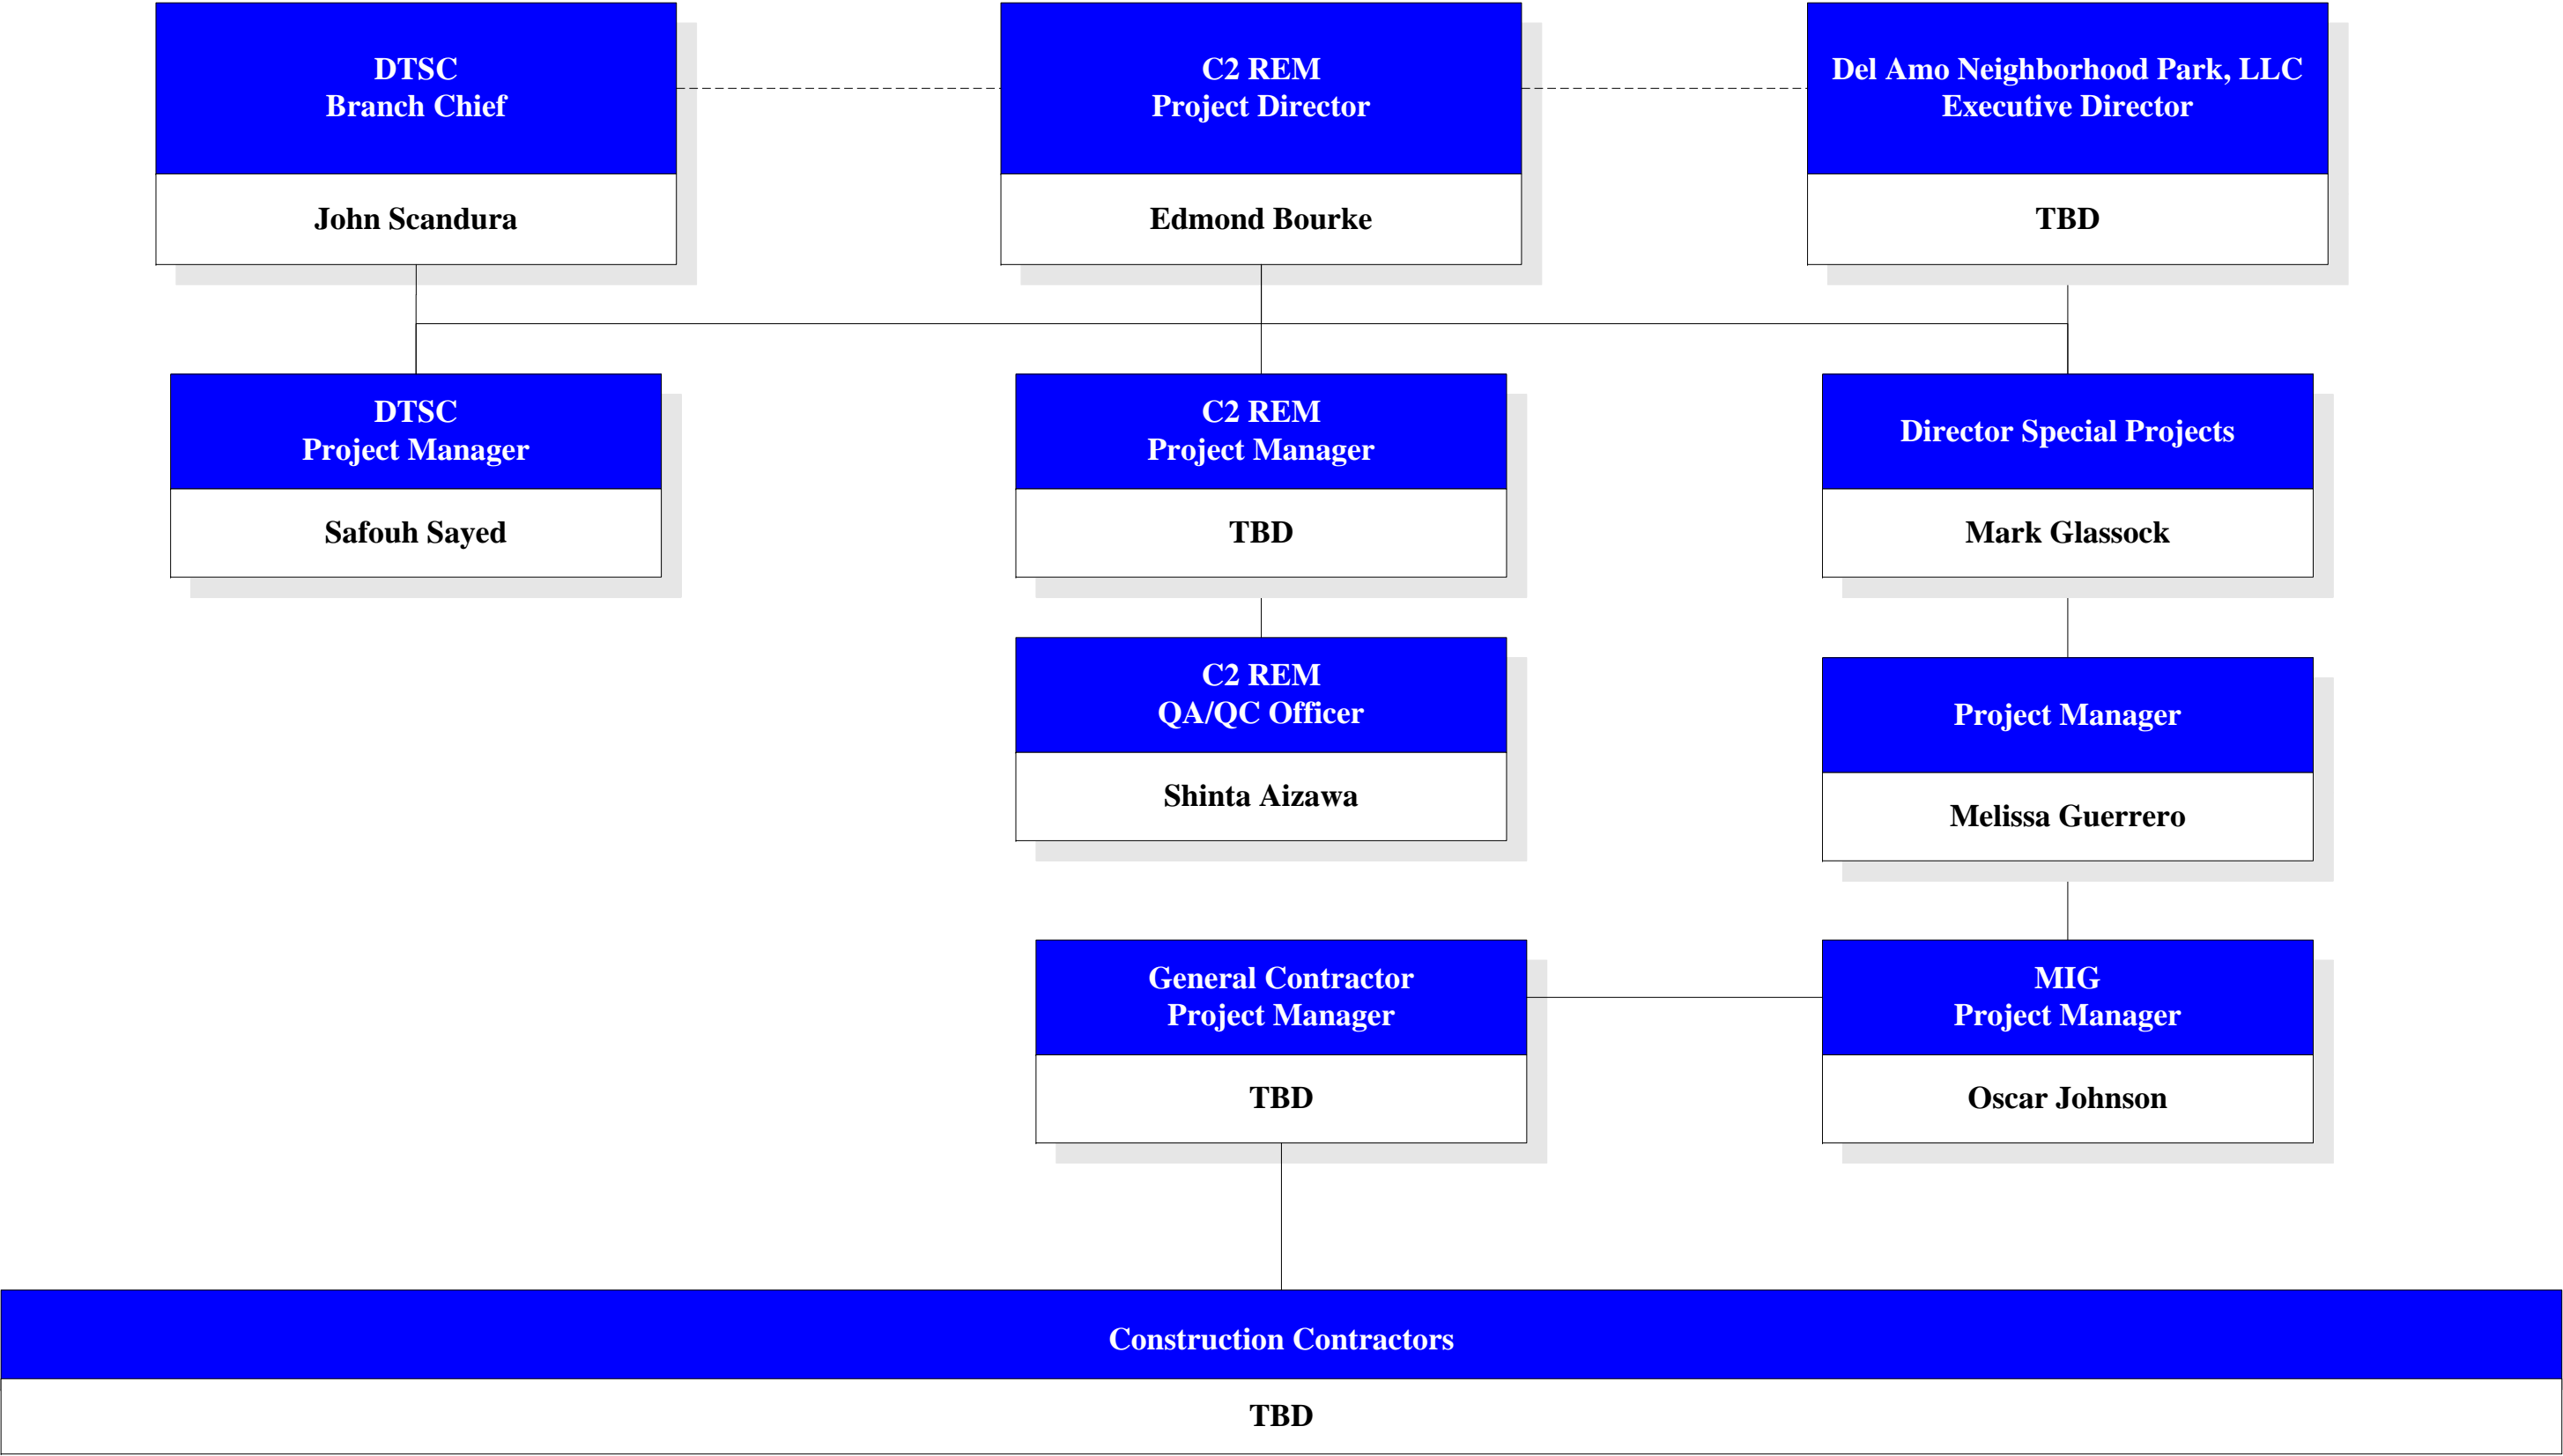 DTSC
Branch Chief
John Scandura
C2 REM
Project Director
Edmond Bourke
Del Amo Neighborhood Park, LLC
Executive Director
TBD
DTSC
Project Manager
Safouh Sayed
C2 REM
Project Manager
TBD
Director Special Projects
Mark Glassock
C2 REM
QA/QC Officer
Shinta Aizawa
Project Manager
Melissa Guerrero
General Contractor
Project Manager
TBD
MIG
Project Manager
Oscar Johnson
Construction Contractors
TBD